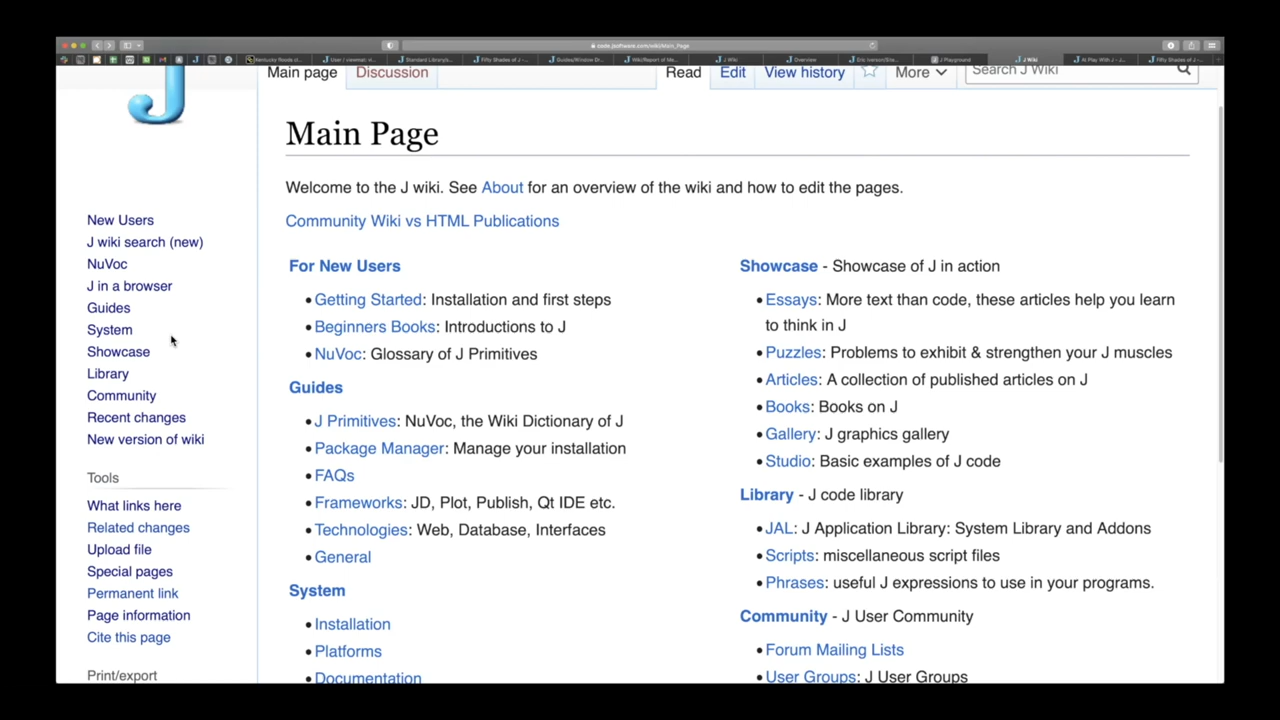 code.jsoftware.com/wiki/Main_Page
J Wiki
Overview
J Playground
J Wiki
Main page
Discussion
Read
Edit
View history
More
Search J Wiki
Main Page
Welcome to the J wiki. See About for an overview of the wiki and how to edit the pages.
Community Wiki vs HTML Publications
New Users
J wiki search (new)
NuVoc
J in a browser
Guides
System
Showcase
Library
Community
Recent changes
New version of wiki
Tools
What links here
Related changes
Upload file
Special pages
Permanent link
Page information
Cite this page
Print/export
For New Users
•Getting Started: Installation and first steps
•Beginners Books: Introductions to J
•NuVoc: Glossary of J Primitives
Guides
•J Primitives: NuVoc, the Wiki Dictionary of J
•Package Manager: Manage your installation
•FAQs
•Frameworks: JD, Plot, Publish, Qt IDE etc.
•Technologies: Web, Database, Interfaces
•General
System
•Installation
•Platforms
•Documentation
Showcase - Showcase of J in action
•Essays: More text than code, these articles help you learn
to think in J
•Puzzles: Problems to exhibit & strengthen your J muscles
•Articles: A collection of published articles on J
•Books: Books on J
•Gallery: J graphics gallery
•Studio: Basic examples of J code
Library - J code library
•JAL: J Application Library: System Library and Addons
•Scripts: miscellaneous script files
•Phrases: useful J expressions to use in your programs.
Community - J User Community
•Forum Mailing Lists
•User Groups: J User Groups